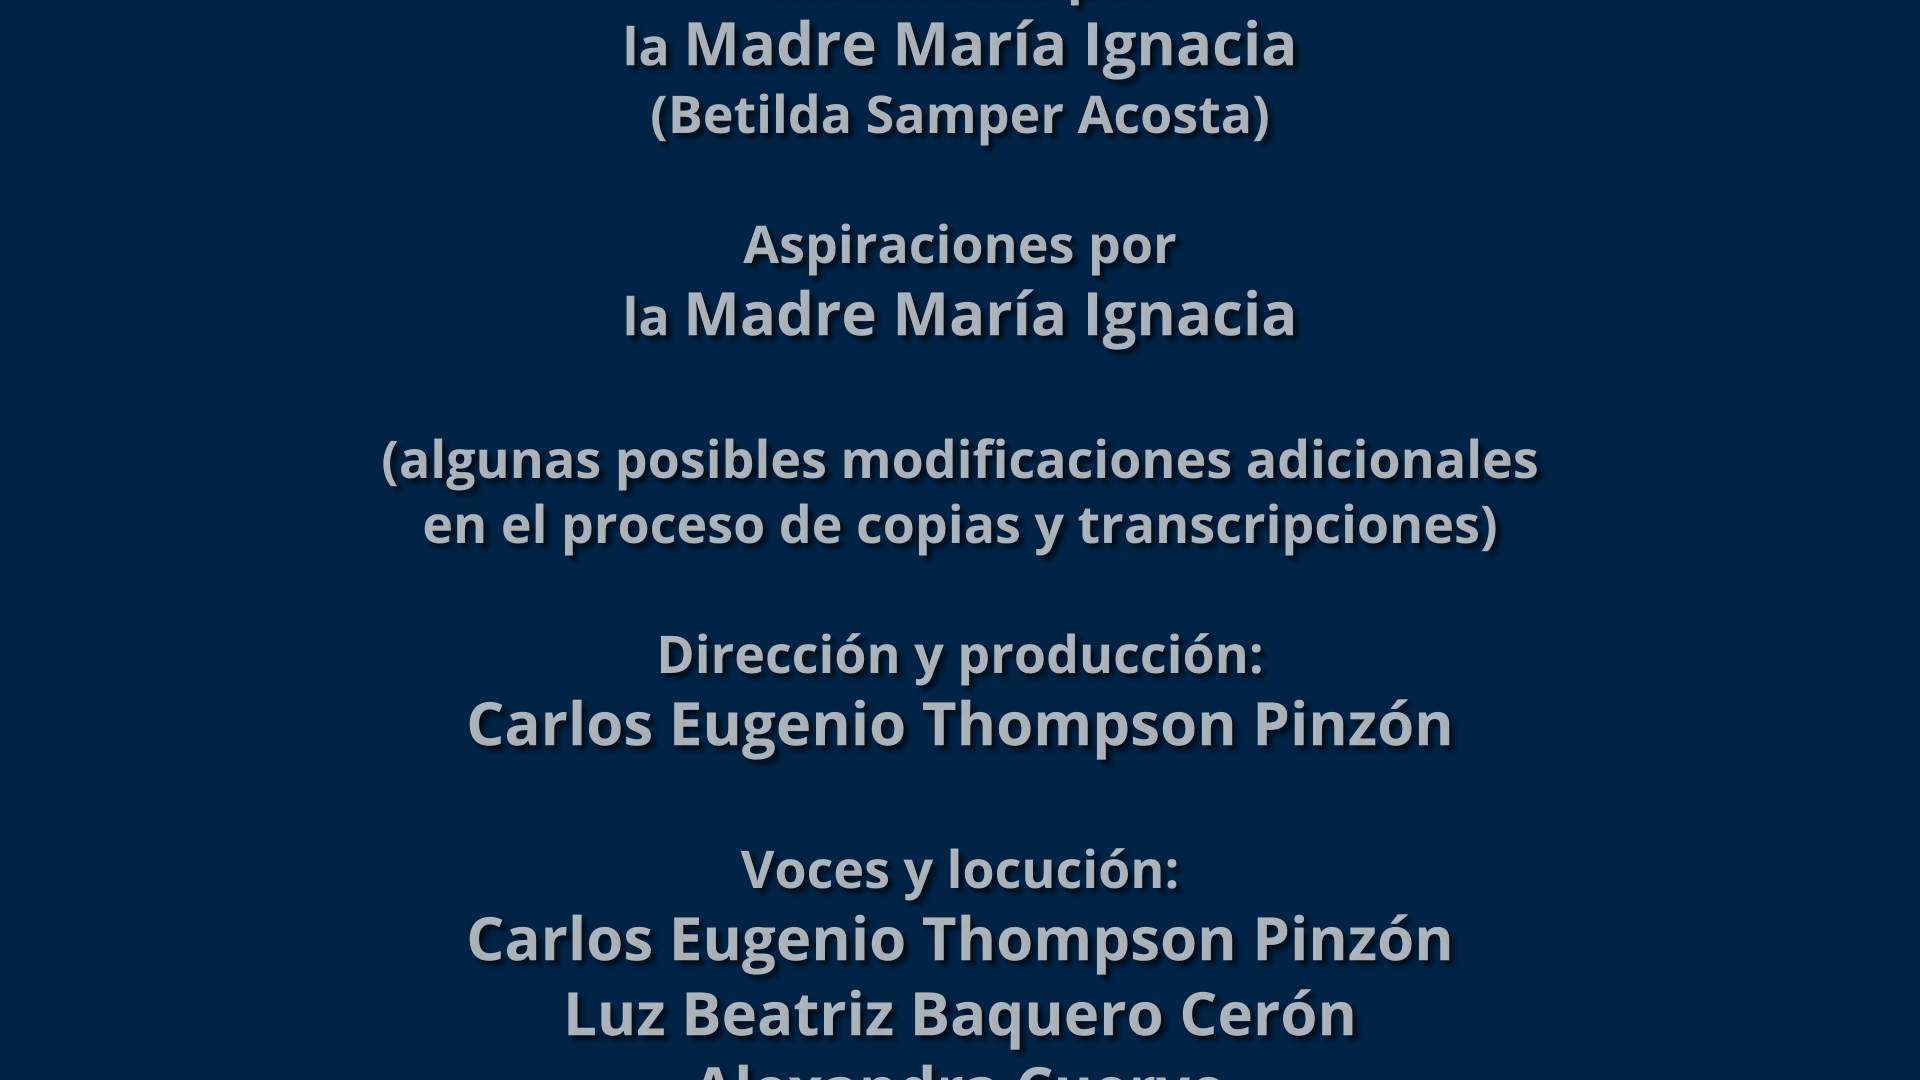 la Madre María Ignacia
(Betilda Samper Acosta)
Aspiraciones por
la Madre María Ignacia
(algunas posibles modificaciones adicionales
en el proceso de copias y transcripciones)
Dirección y producción:
Carlos Eugenio Thompson Pinzón
Voces y locución:
Carlos Eugenio Thompson Pinzón
Luz Beatriz Baquero Cerón
Alexandra Cuervo